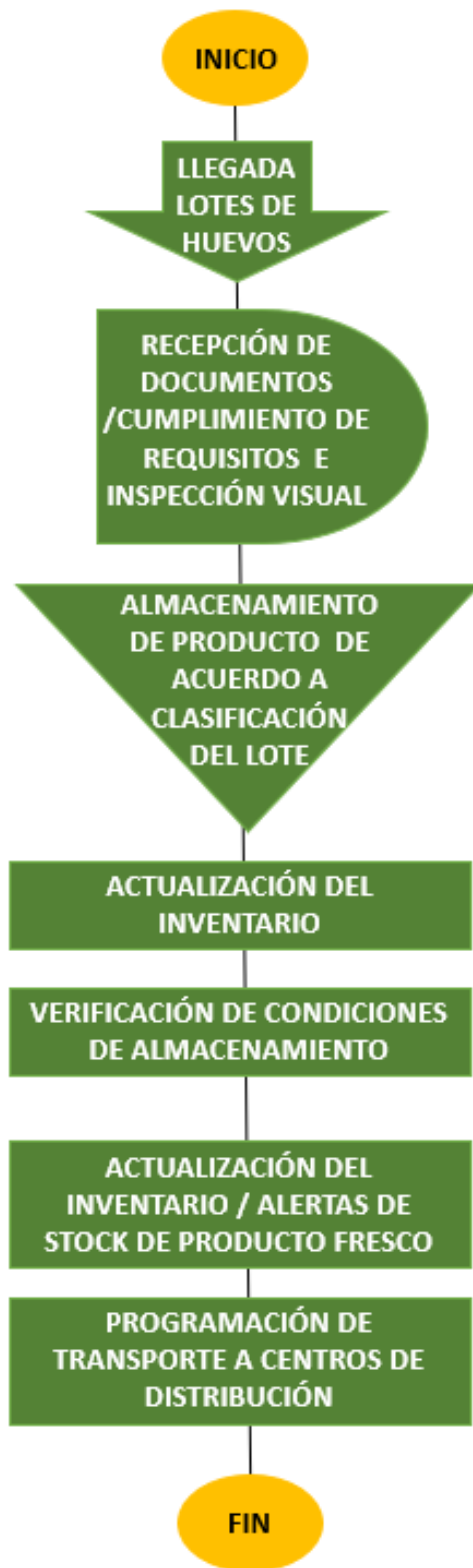 INICIO
LLEGADA
LOTES DE
HUEVOS
RECEPCIÓN DE
DOCUMENTOS
/CUMPLIMIENTO DE
REQUISITOS E
INSPECCIÓN VISUAL
ALMACENAMIENTO
DE PRODUCTO DE
ACUERDO A
CLASIFICACIÓN
DEL LOTE
ACTUALIZACIÓN DEL
INVENTARIO
VERIFICACIÓN DE CONDICIONES
DE ALMACENAMIENTO
ACTUALIZACIÓN DEL
INVENTARIO / ALERTAS DE
STOCK DE PRODUCTO FRESCO
PROGRAMACIÓN DE
TRANSPORTE A CENTROS DE
DISTRIBUCIÓN
FIN